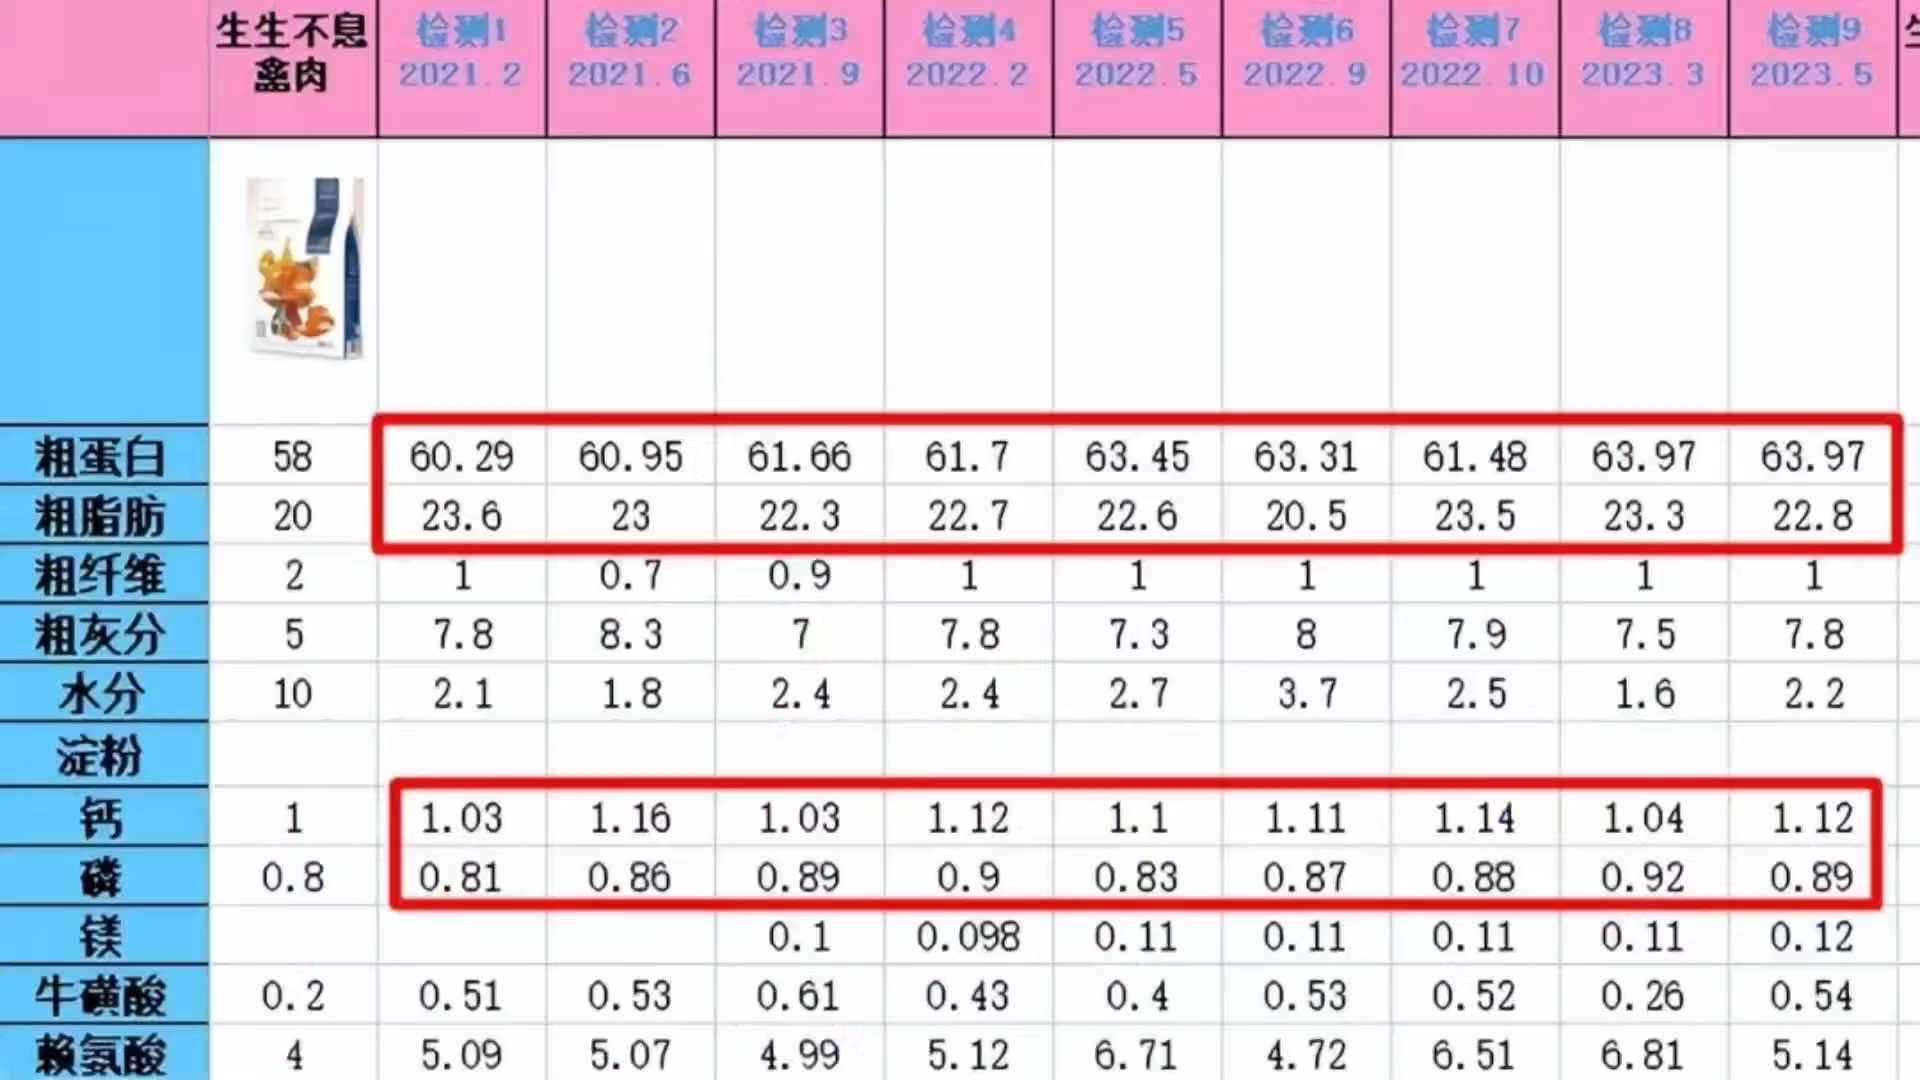 生生不息 检测1 检测2 检测3 检测4 检测5 检测6 检测7 检测8 检测9
盏肉 2021.2 2021.6 2021.9 2022.2 2022.5 2022.9 2022.10 2023.3 2023.5
粗蛋白 58 60.29 60.95 61.66 61.7 63.45 63.31 61.48 63.97 63.97
粗脂肪 20 23.6 23 22.3 22.7 22.6 20.5 23.5 23.3 22.8
粗纤维 2 1 0.7 0.9 1 1 1 1 1 1
粗灰分 5 7.8 8.3 7 7.8 7.3 8 7.9 7.5 7.8
水分 10 2.1 1.8 2.4 2.4 2.7 3.7 2.5 1.6 2.2
淀粉
钙 1 1.03 1.16 1.03 1.12 1.1 1.11 1.14 1.04 1.12
磷 0.8 0.81 0.86 0.89 0.9 0.83 0.87 0.88 0.92 0.89
镁 0.1 0.098 0.11 0.11 0.11 0.11 0.12
牛磺酸 0.2 0.51 0.53 0.61 0.43 0.4 0.53 0.52 0.26 0.54
赖氨酸 4 5.09 5.07 4.99 5.12 6.71 4.72 6.51 6.81 5.14